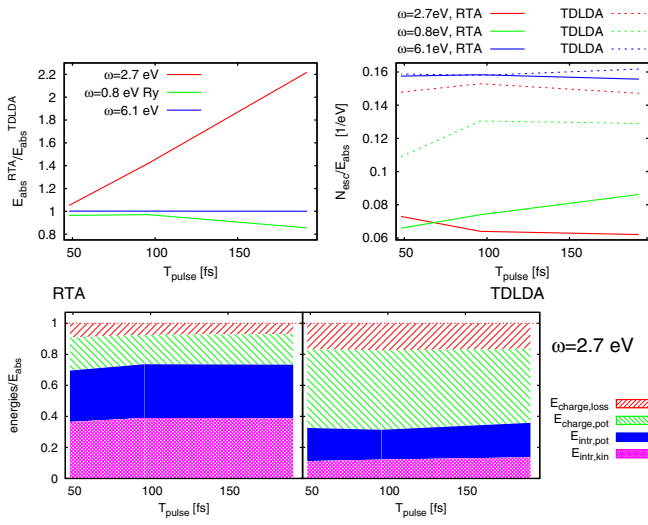 ω=2.7eV, RTA TDLDA
ω=0.8eV, RTA TDLDA
ω=6.1eV, RTA TDLDA
2.2
2
1.8
1.6
1.4
1.2
1
0.8
E_abs^RTA/E_abs^TDLDA
ω=2.7 eV
ω=0.8 eV Ry
ω=6.1 eV
50 100 150
T_pulse [fs]
0.16
0.14
0.12
0.1
0.08
0.06
N_esc/E_abs [1/eV]
50 100 150
T_pulse [fs]
RTA TDLDA
1
0.8
0.6
0.4
0.2
0
energies/E_abs
50 100 150
T_pulse [fs]
50 100 150
T_pulse [fs]
ω=2.7 eV
E_charge,loss
E_charge,pot
E_intr,pot
E_intr,kin